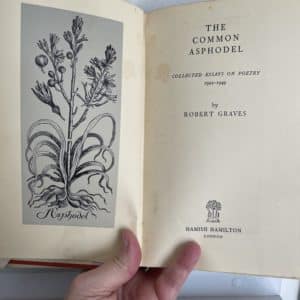 Asphodel
THE
COMMON
ASPHODEL
COLLECTED ESSAYS ON POETRY
1922-1949
by
ROBERT GRAVES
HAMISH HAMILTON
LONDON